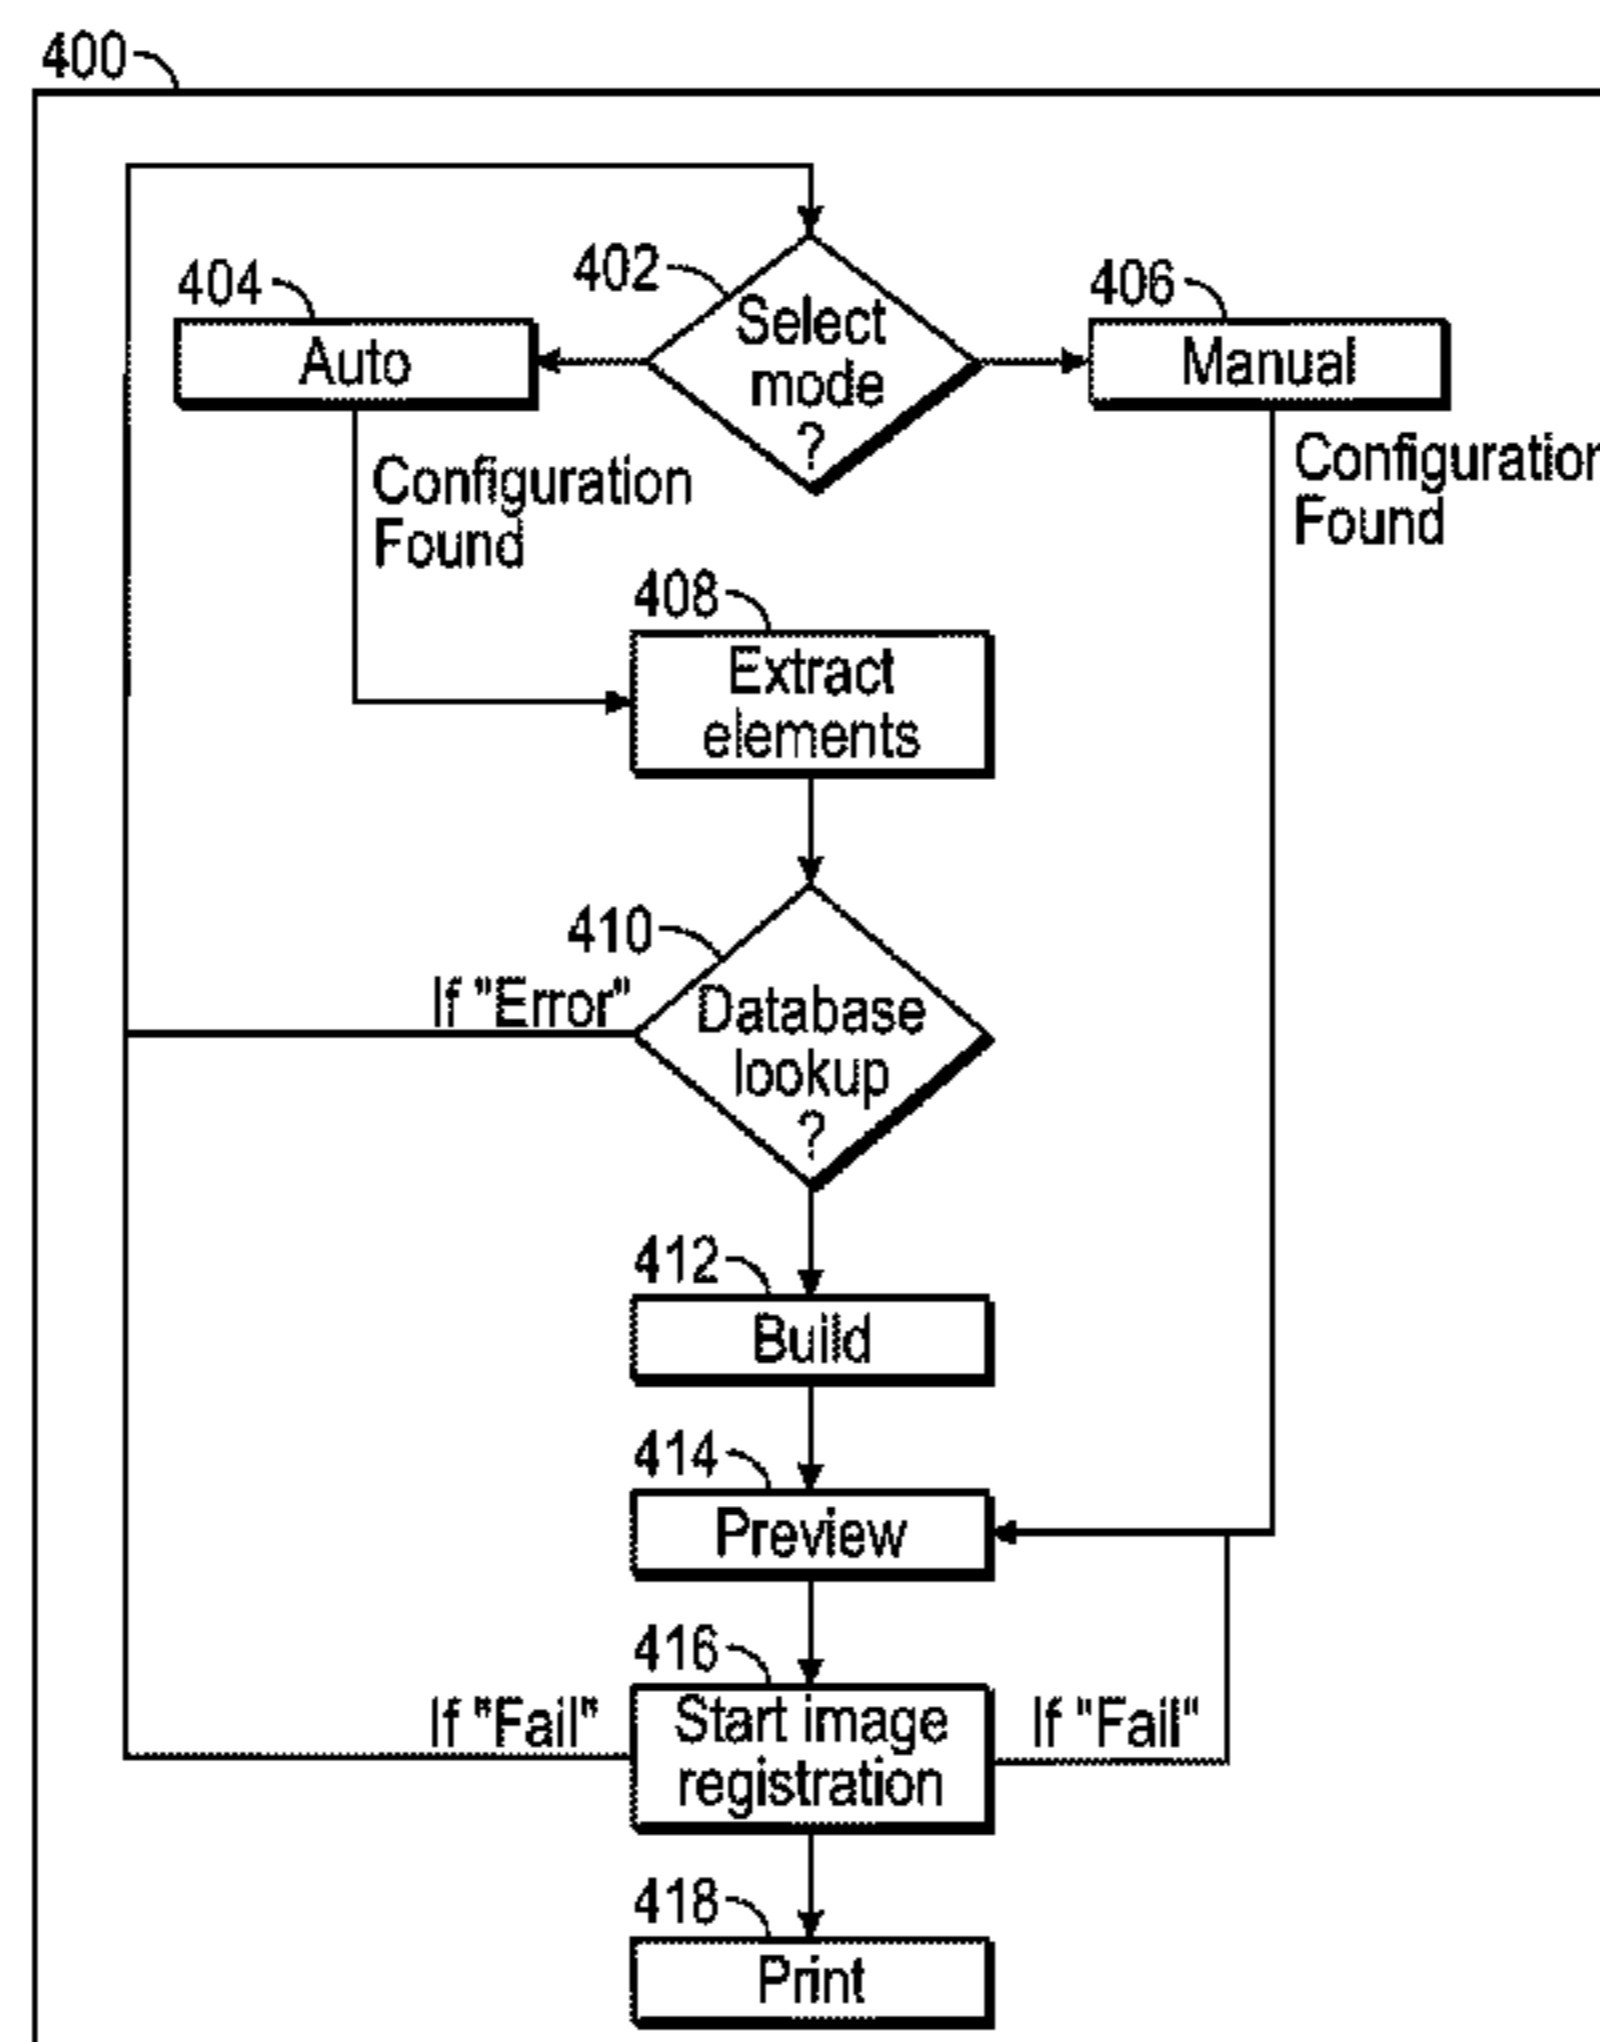 400
402
404
406
Select
mode
?
Auto
Manual
Configuration
Found
Configuration
Found
408
Extract
elements
410
If "Error"
Database
lookup
?
412
Build
414
Preview
416
If "Fail"
Start image
registration
If "Fail"
418
Print